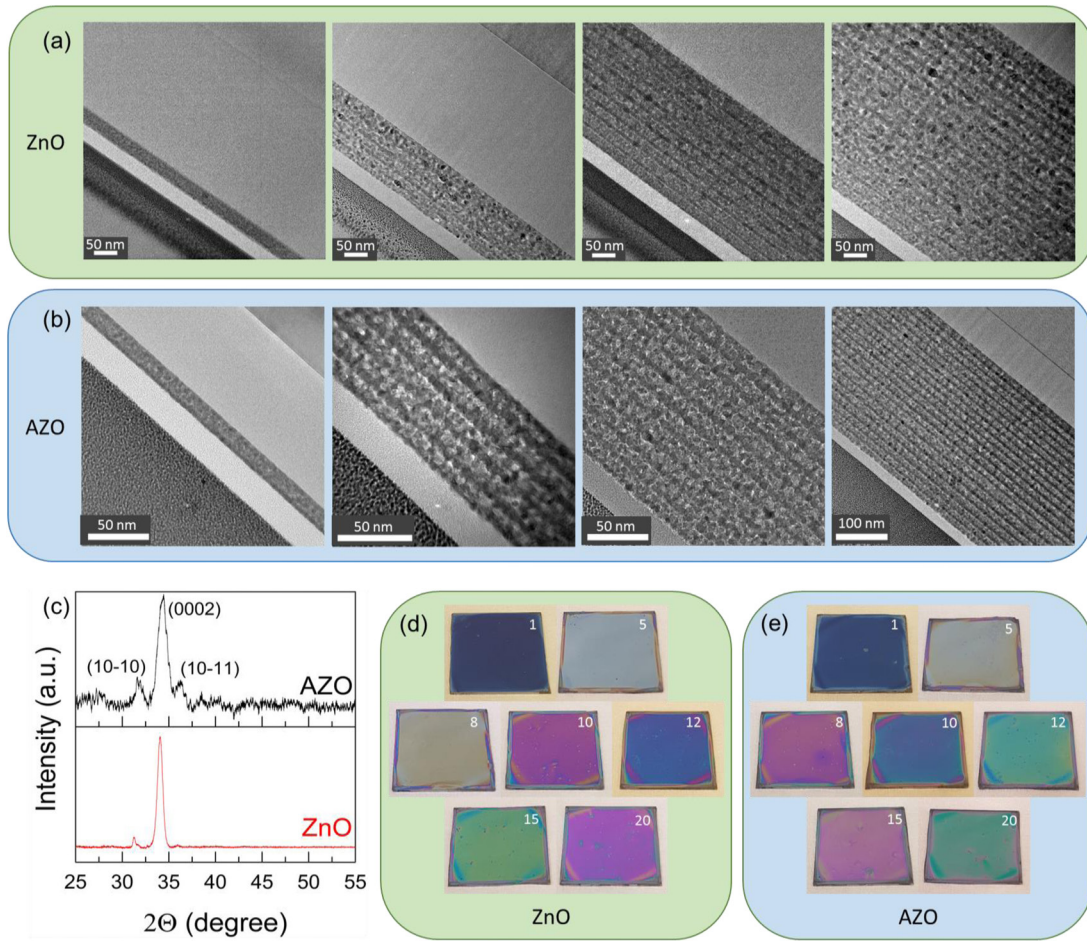 (a)
ZnO
50 nm
50 nm
50 nm
50 nm
(b)
AZO
50 nm
50 nm
50 nm
100 nm
(c)
(0002)
(10-10)
(10-11)
AZO
ZnO
Intensity (a.u.)
25 30 35 40 45 50 55
2Θ (degree)
(d)
1
5
8
10
12
15
20
ZnO
(e)
1
5
8
10
12
15
20
AZO